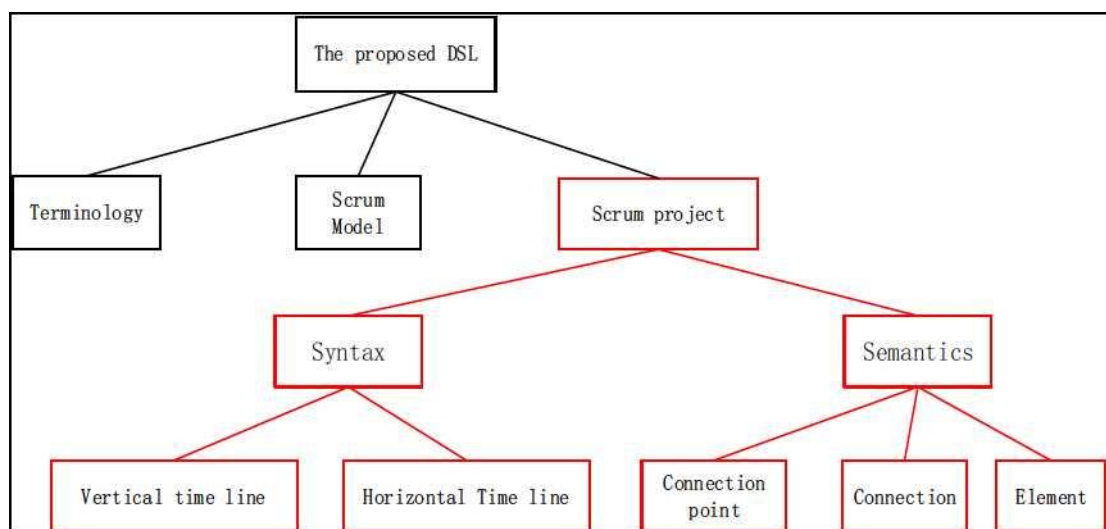 The proposed DSL
Terminology
Scrum
Model
Scrum project
Syntax
Semantics
Vertical time line
Horizontal Time line
Connection
point
Connection
Element